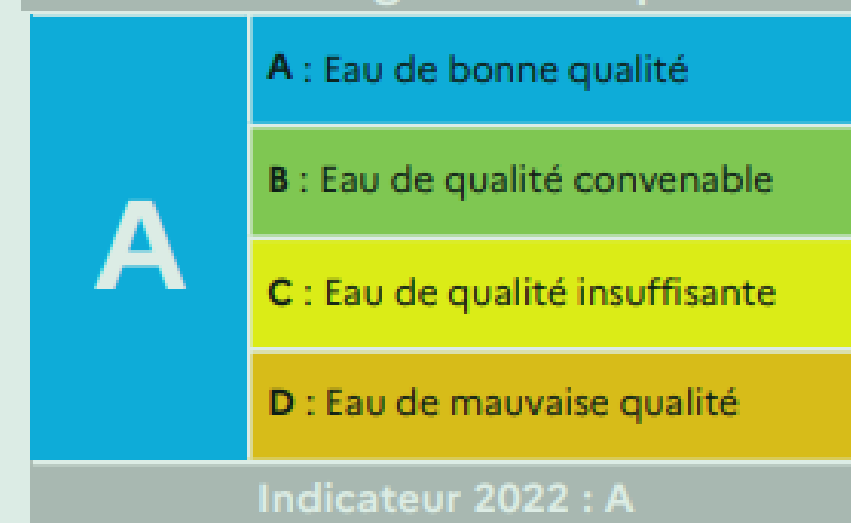 A
A : Eau de bonne qualité
B : Eau de qualité convenable
C : Eau de qualité insuffisante
D : Eau de mauvaise qualité
Indicateur 2022 : A